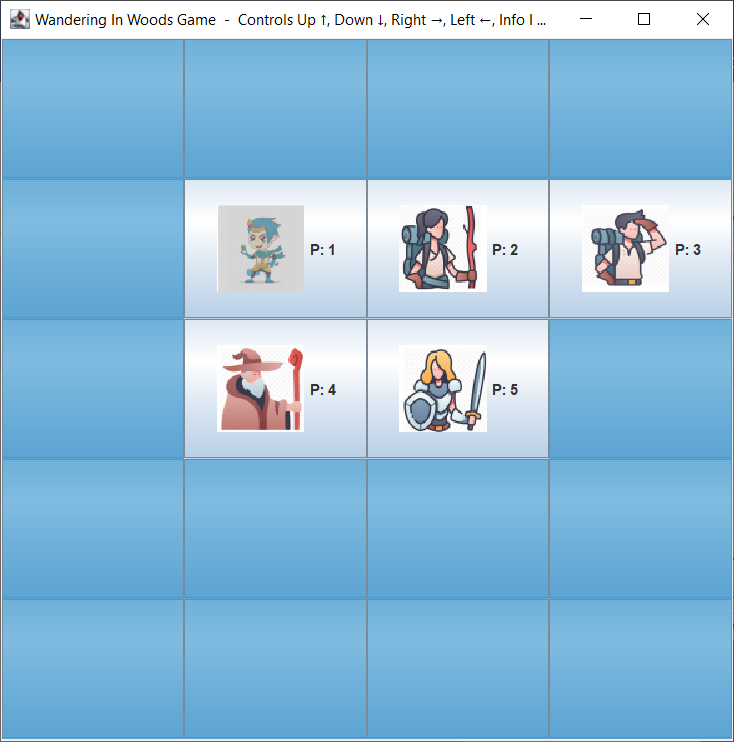 Wandering In Woods Game  -  Controls Up ↑, Down ↓, Right →, Left ←, Info I ...
P: 1
P: 2
P: 3
P: 4
P: 5